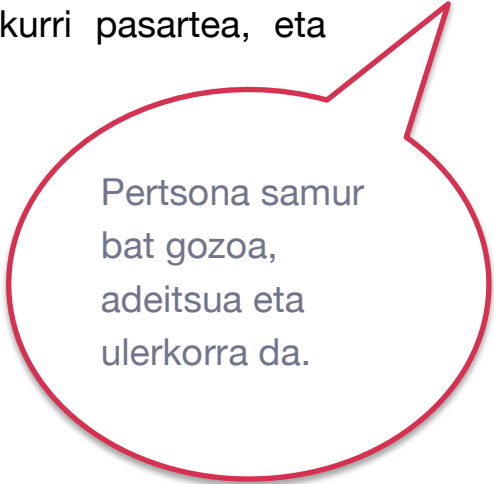 kurri pasartea, eta
Pertsona samur
bat gozoa,
adeitsua eta
ulerkorra da.